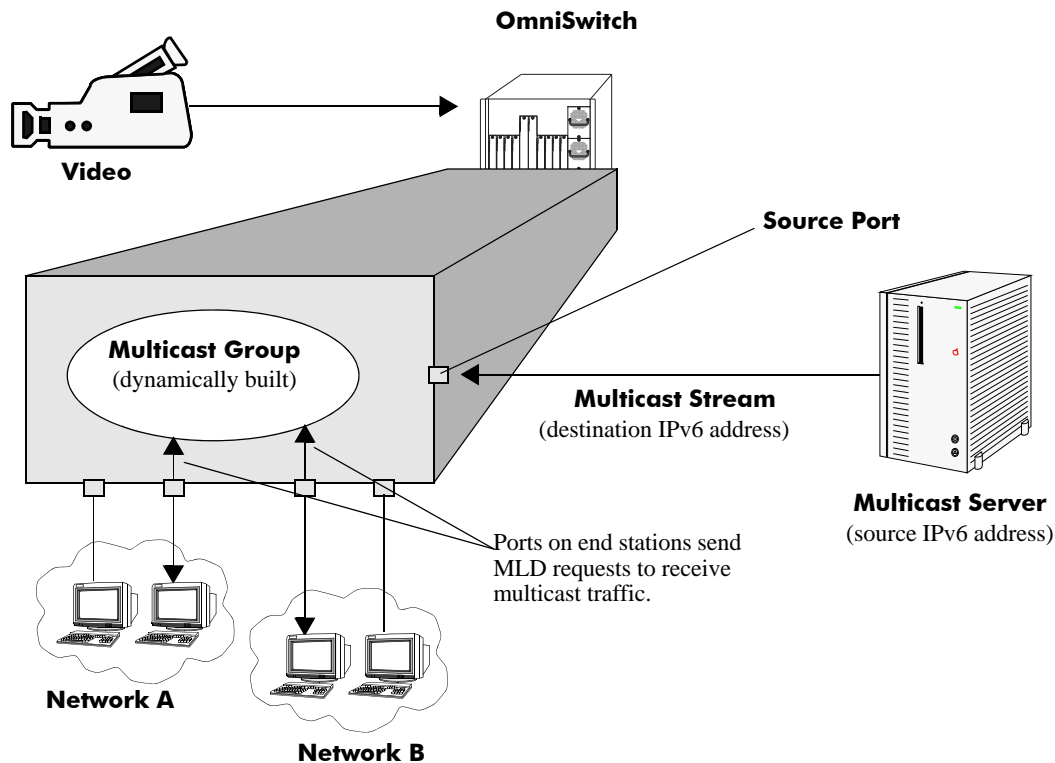 OmniSwitch
Video
Source Port
Multicast Group
(dynamically built)
Multicast Stream
(destination IPv6 address)
Multicast Server
(source IPv6 address)
Ports on end stations send
MLD requests to receive
multicast traffic.
Network A
Network B